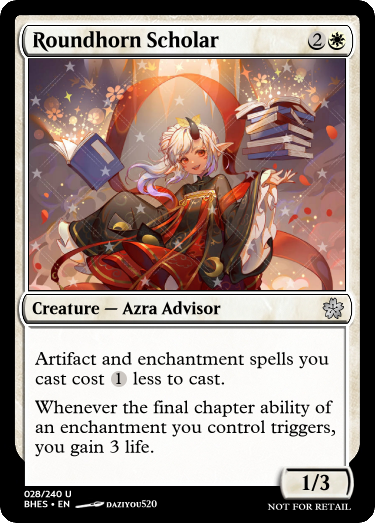 Roundhorn Scholar 2
Creature — Azra Advisor
Artifact and enchantment spells you
cast cost 1 less to cast.
Whenever the final chapter ability of
an enchantment you control triggers,
you gain 3 life.
1/3
028/240 U
BHES • EN DAZIYOU520
NOT FOR RETAIL